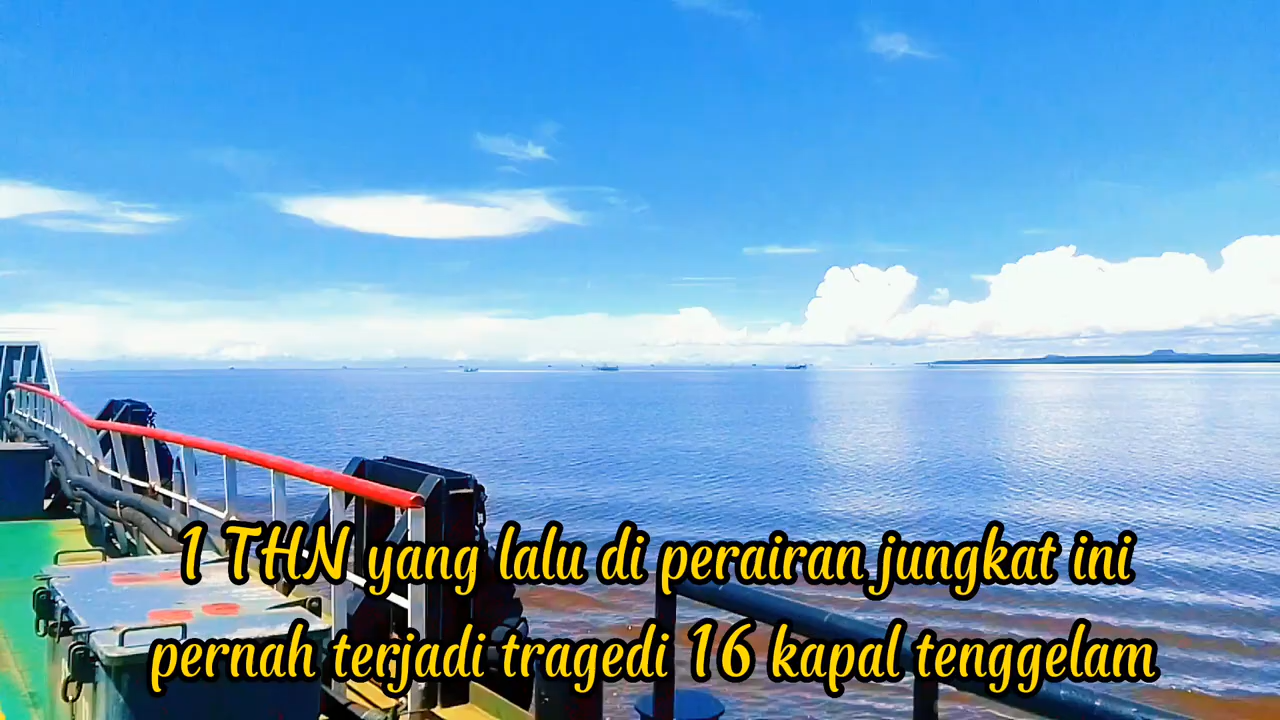 1 THN yang lalu di perairan jungkat ini
pernah terjadi tragedi 16 kapal tenggelam